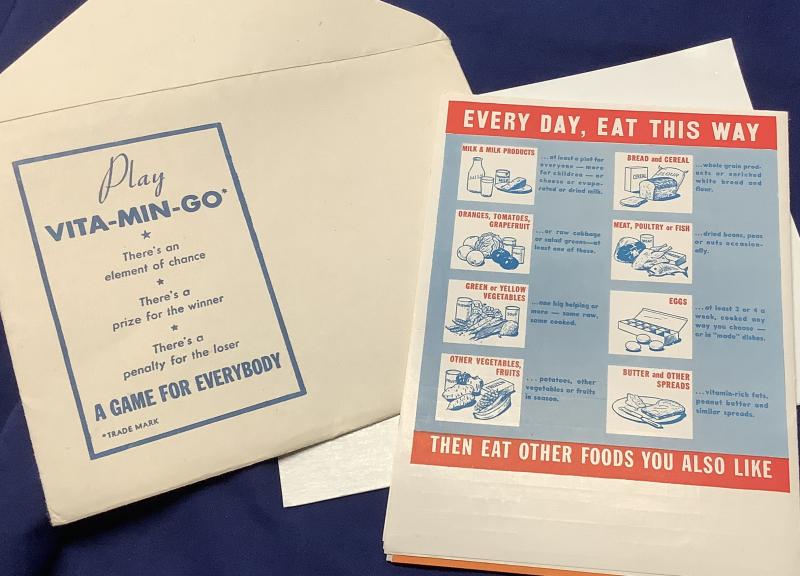 Play
VITA-MIN-GO*
There's an
element of chance
There's a
prize for the winner
There's a
penalty for the loser
A GAME FOR EVERYBODY
*TRADE MARK
EVERY DAY, EAT THIS WAY
MILK & MILK PRODUCTS
...at least a pint for
everyone — more
for children — or
cheese or evapo-
rated or dried milk.
BREAD and CEREAL
CEREAL
...whole grain prod-
ucts or enriched
white bread and
flour.
ORANGES, TOMATOES,
GRAPEFRUIT
...or raw cabbage
or salad greens—at
least one of these.
MEAT, POULTRY or FISH
...dried beans, peas
or nuts occasion-
ally.
GREEN or YELLOW
VEGETABLES
SOUP
...one big helping or
more — some raw,
some cooked.
EGGS
...at least 3 or 4 a
week, cooked any
way you choose —
or in "made" dishes.
OTHER VEGETABLES,
FRUITS
...potatoes, other
vegetables or fruits
in season.
BUTTER and OTHER
SPREADS
...vitamin-rich fats,
peanut butter and
similar spreads.
THEN EAT OTHER FOODS YOU ALSO LIKE